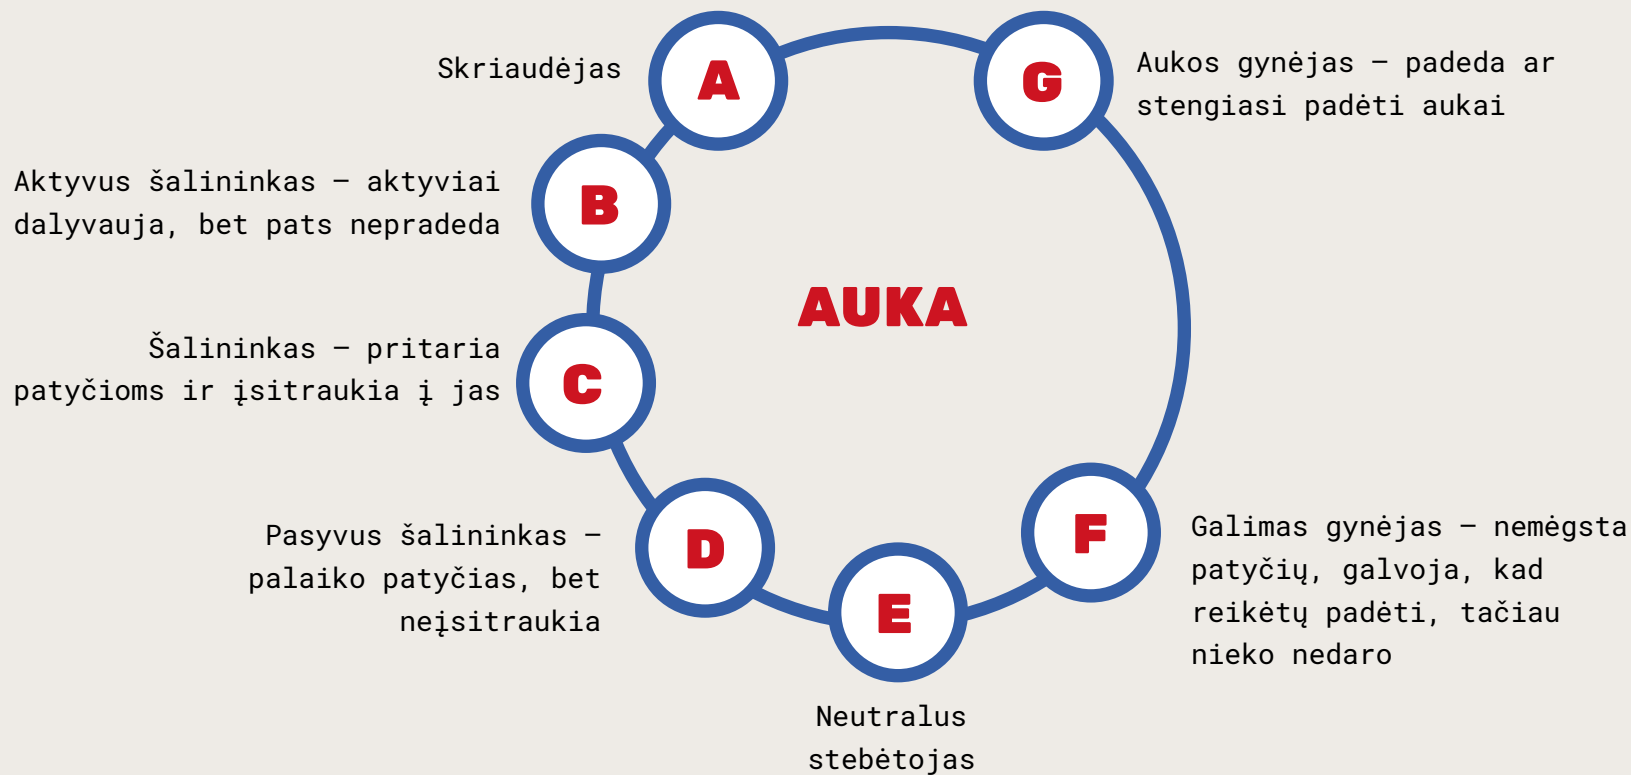 Skriaudėjas
A
G
Aukos gynėjas – padeda ar
stengiasi padėti aukai
Aktyvus šalininkas – aktyviai
dalyvauja, bet pats nepradeda
B
AUKA
Šalininkas – pritaria
patyčioms ir įsitraukia į jas
C
Pasyvus šalininkas –
palaiko patyčias, bet
neįsitraukia
D
E
Neutralus
stebėtojas
F
Galimas gynėjas – nemėgsta
patyčių, galvoja, kad
reikėtų padėti, tačiau
nieko nedaro